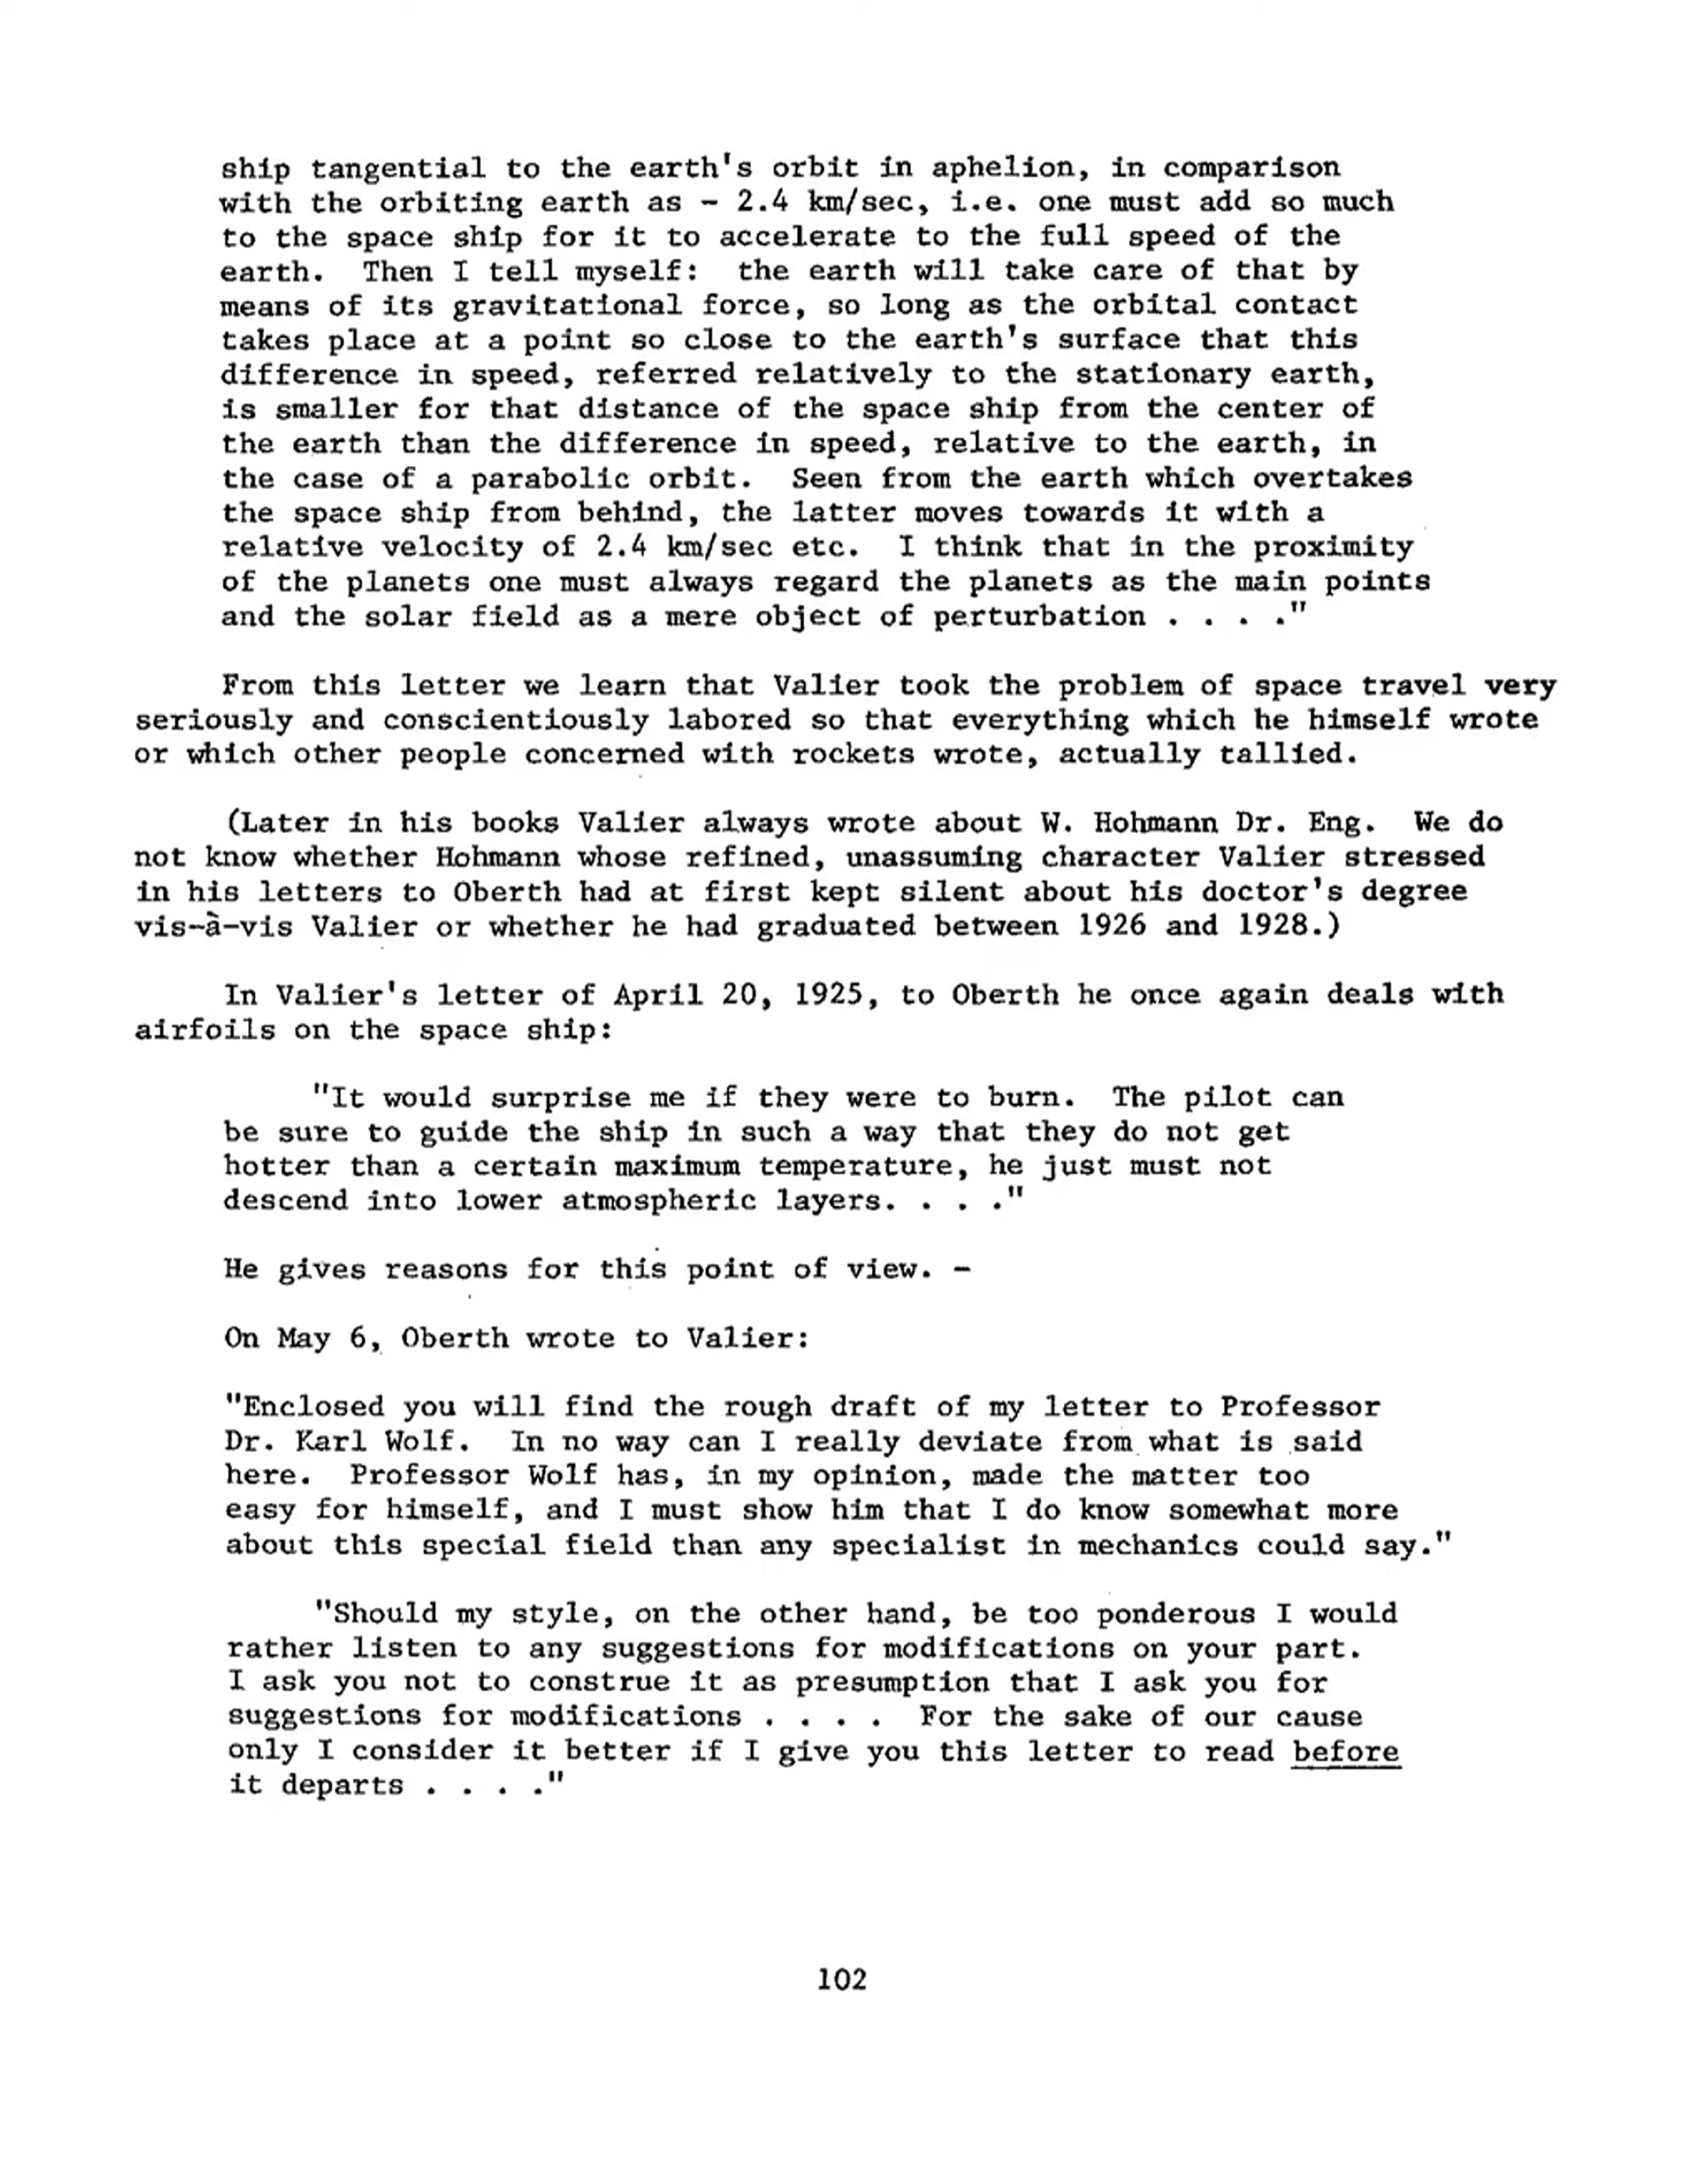 ship tangential to the earth's orbit in aphelion, in comparison
with the orbiting earth as - 2.4 km/sec, i.e. one must add so much
to the space ship for it to accelerate to the full speed of the
earth. Then I tell myself: the earth will take care of that by
means of its gravitational force, so long as the orbital contact
takes place at a point so close to the earth's surface that this
difference in speed, referred relatively to the stationary earth,
is smaller for that distance of the space ship from the center of
the earth than the difference in speed, relative to the earth, in
the case of a parabolic orbit. Seen from the earth which overtakes
the space ship from behind, the latter moves towards it with a
relative velocity of 2.4 km/sec etc. I think that in the proximity
of the planets one must always regard the planets as the main points
and the solar field as a mere object of perturbation . . . ."
From this letter we learn that Valier took the problem of space travel very
seriously and conscientiously labored so that everything which he himself wrote
or which other people concerned with rockets wrote, actually tallied.
(Later in his books Valier always wrote about W. Hohmann Dr. Eng. We do
not know whether Hohmann whose refined, unassuming character Valier stressed
in his letters to Oberth had at first kept silent about his doctor's degree
vis-à-vis Valier or whether he had graduated between 1926 and 1928.)
In Valier's letter of April 20, 1925, to Oberth he once again deals with
airfoils on the space ship:
"It would surprise me if they were to burn. The pilot can
be sure to guide the ship in such a way that they do not get
hotter than a certain maximum temperature, he just must not
descend into lower atmospheric layers. . . ."
He gives reasons for this point of view. -
On May 6, Oberth wrote to Valier:
"Enclosed you will find the rough draft of my letter to Professor
Dr. Karl Wolf. In no way can I really deviate from what is said
here. Professor Wolf has, in my opinion, made the matter too
easy for himself, and I must show him that I do know somewhat more
about this special field than any specialist in mechanics could say."
"Should my style, on the other hand, be too ponderous I would
rather listen to any suggestions for modifications on your part.
I ask you not to construe it as presumption that I ask you for
suggestions for modifications . . . . For the sake of our cause
only I consider it better if I give you this letter to read before
it departs . . . ."
102